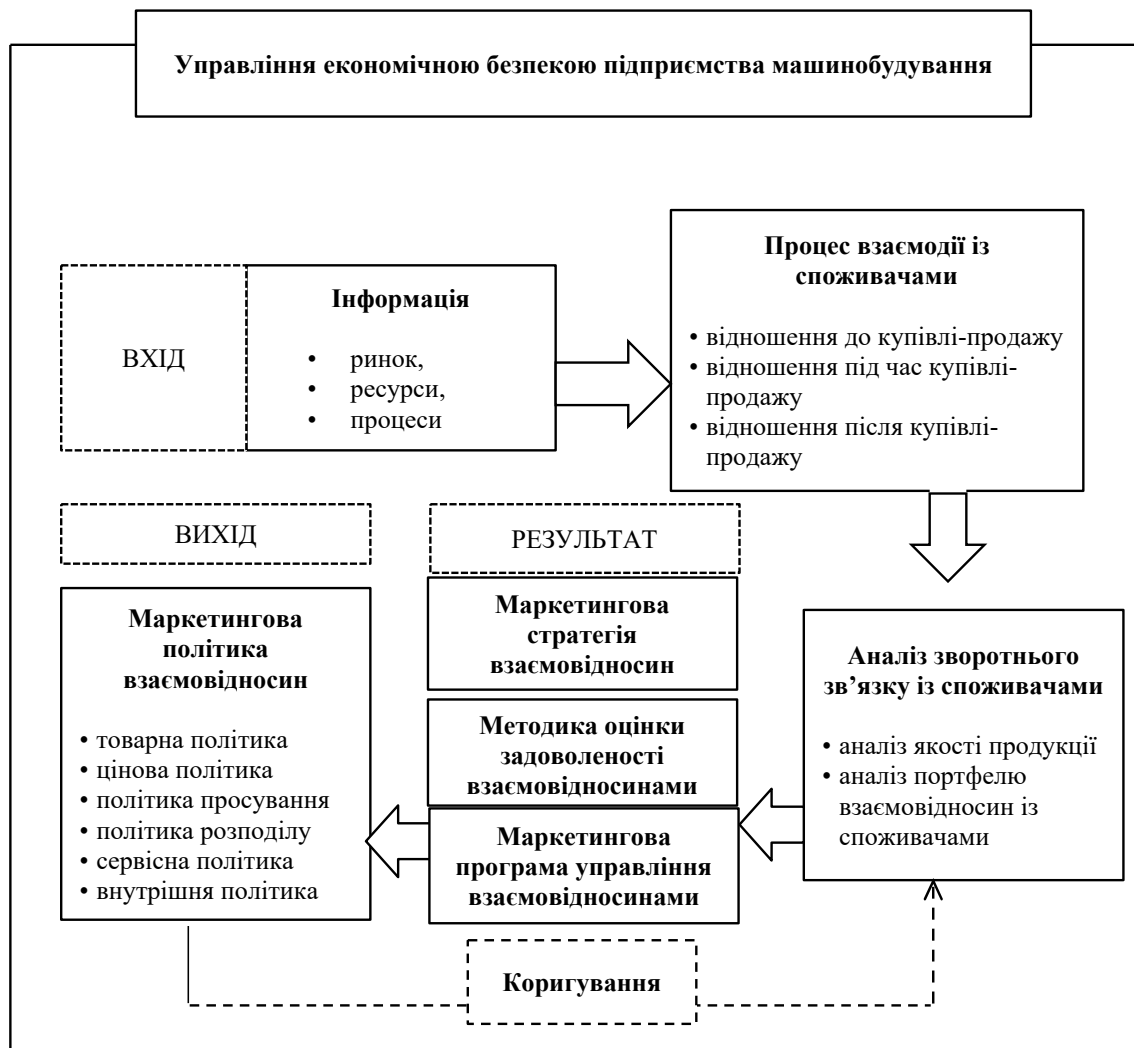 Управління економічною безпекою підприємства машинобудування
ВХІД
Інформація
• ринок,
• ресурси,
• процеси
Процес взаємодії із
споживачами
• відношення до купівлі-продажу
• відношення під час купівлі-
продажу
• відношення після купівлі-
продажу
ВИХІД
Маркетингова
політика
взаємовідносин
• товарна політика
• цінова політика
• політика просування
• політика розподілу
• сервісна політика
• внутрішня політика
РЕЗУЛЬТАТ
Маркетингова
стратегія
взаємовідносин
Методика оцінки
задоволеності
взаємовідносинами
Маркетингова
програма управління
взаємовідносинами
Аналіз зворотнього
зв’язку із споживачами
• аналіз якості продукції
• аналіз портфелю
взаємовідносин із
споживачами
Коригування